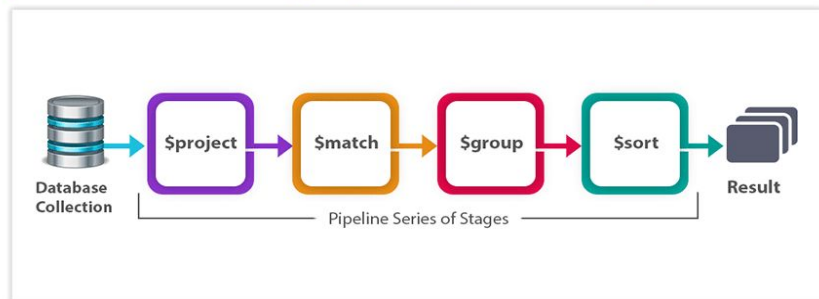 $project
$match
$group
$sort
Database
Collection
Result
Pipeline Series of Stages